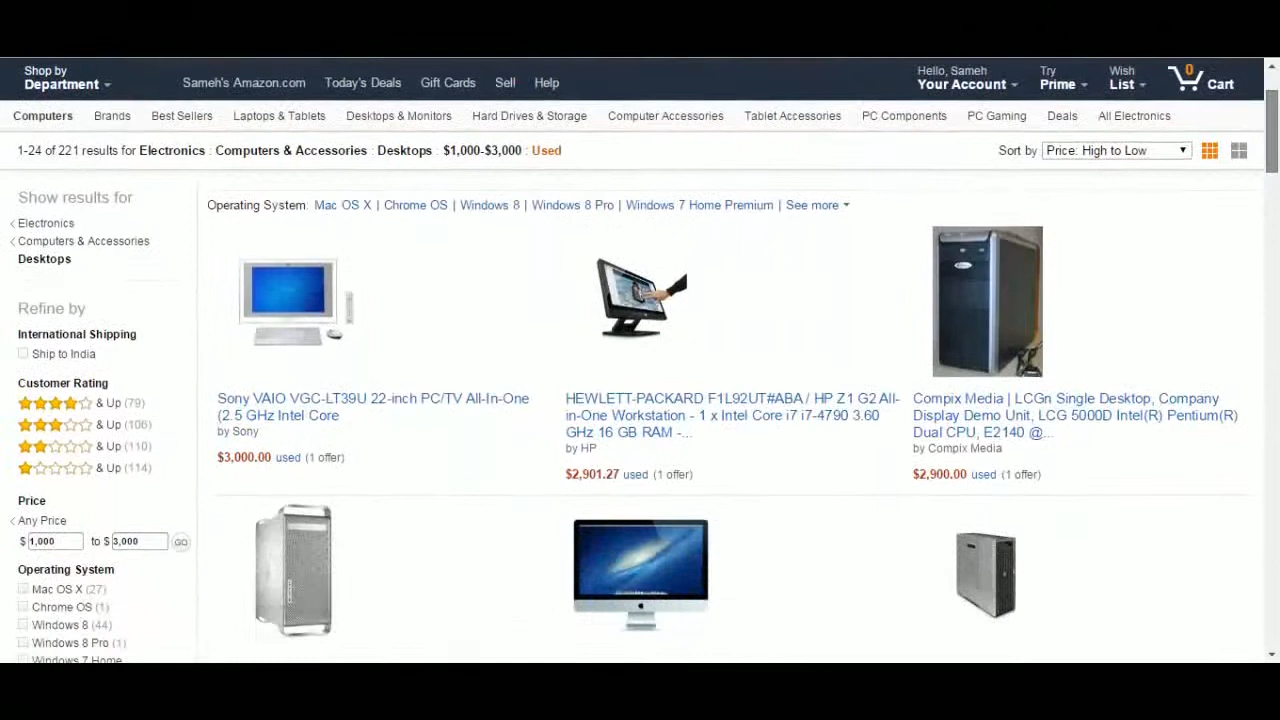 Shop by
Department
Sameh's Amazon.com Today's Deals Gift Cards Sell Help
Hello, Sameh
Your Account
Try
Prime
Wish
List
0
Cart
Computers Brands Best Sellers Laptops & Tablets Desktops & Monitors Hard Drives & Storage Computer Accessories Tablet Accessories PC Components PC Gaming Deals All Electronics
1-24 of 221 results for Electronics : Computers & Accessories : Desktops : $1,000-$3,000 : Used
Sort by Price: High to Low
Show results for
Electronics
Computers & Accessories
Desktops
Refine by
International Shipping
Ship to India
Customer Rating
& Up (79)
& Up (106)
& Up (110)
& Up (114)
Price
Any Price
$ 1,000 to $ 3,000 GO
Operating System
Mac OS X (27)
Chrome OS (1)
Windows 8 (44)
Windows 8 Pro (1)
Windows 7 Home
Operating System: Mac OS X | Chrome OS | Windows 8 | Windows 8 Pro | Windows 7 Home Premium | See more
Sony VAIO VGC-LT39U 22-inch PC/TV All-In-One
(2.5 GHz Intel Core
by Sony
$3,000.00 used (1 offer)
HEWLETT-PACKARD F1L92UT#ABA / HP Z1 G2 All-
in-One Workstation - 1 x Intel Core i7 i7-4790 3.60
GHz 16 GB RAM -...
by HP
$2,901.27 used (1 offer)
Compix Media | LCGn Single Desktop, Company
Display Demo Unit, LCG 5000D Intel(R) Pentium(R)
Dual CPU, E2140 @...
by Compix Media
$2,900.00 used (1 offer)